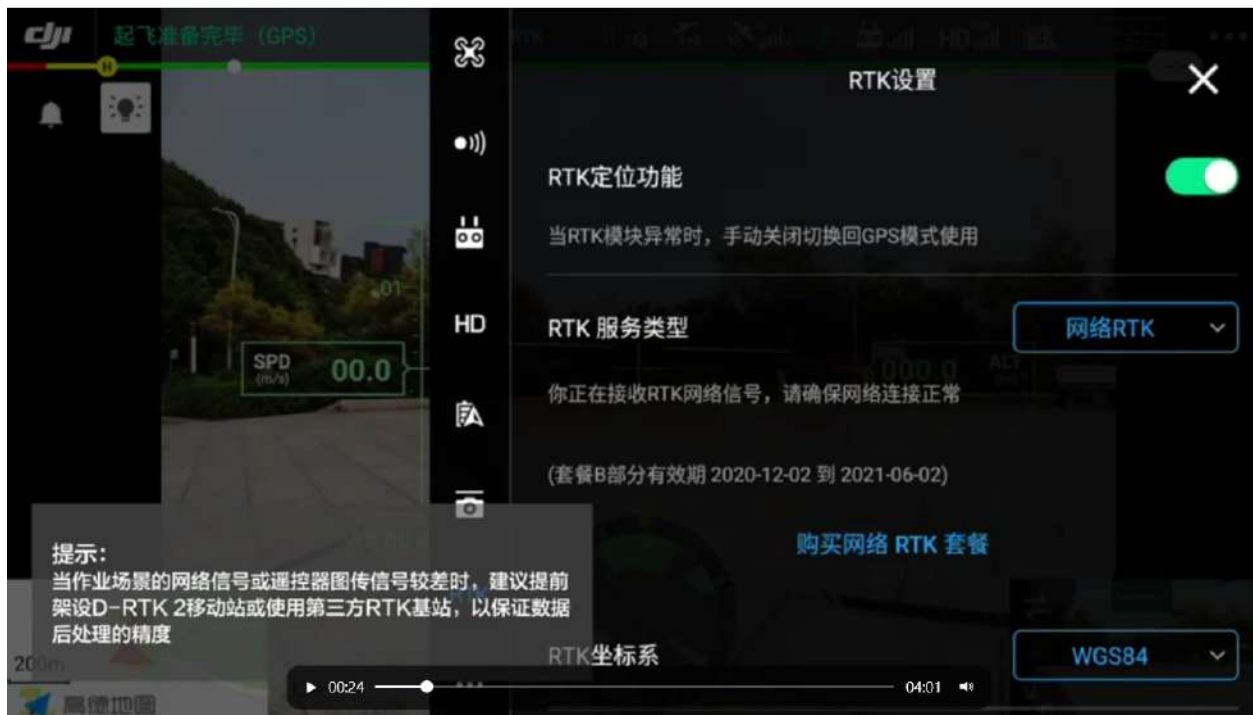 dji
起飞准备完毕 (GPS)
RTK设置
RTK定位功能
当RTK模块异常时，手动关闭切换回GPS模式使用
HD
RTK 服务类型
网络RTK
SPD
(m/s)
00.0
你正在接收RTK网络信号，请确保网络连接正常
(套餐B部分有效期 2020-12-02 到 2021-06-02)
购买网络 RTK 套餐
提示：
当作业场景的网络信号或遥控器图传信号较差时，建议提前
架设D-RTK 2移动站或使用第三方RTK基站，以保证数据
后处理的精度
RTK坐标系
WGS84
200m
00:24
04:01
高德地图